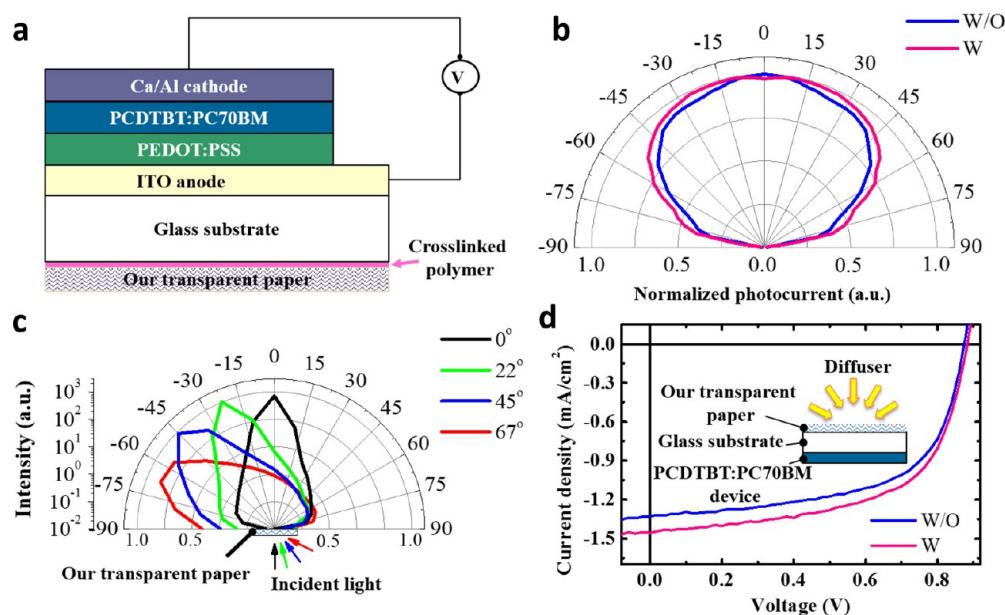 a
V
Ca/Al cathode
PCDTBT:PC70BM
PEDOT:PSS
ITO anode
Glass substrate
Crosslinked
polymer
Our transparent paper
b
W/O
W
0
-15 15
-30 30
-45 45
-60 60
-75 75
-90 90
1.0 0.5 0.0 0.5 1.0
Normalized photocurrent (a.u.)
c
0°
22°
45°
67°
0
-15 15
-30 30
-45 45
-60 60
-75 75
-90 90
Intensity (a.u.)
10³
10²
10¹
10⁰
10⁻¹
10⁻²
1.0 0.5 0.0 0.5 1.0
Our transparent paper
Incident light
d
Current density (mA/cm²)
0.0
-0.3
-0.6
-0.9
-1.2
-1.5
Diffuser
Our transparent
paper
Glass substrate
PCDTBT:PC70BM
device
W/O
W
0.0 0.2 0.4 0.6 0.8
Voltage (V)